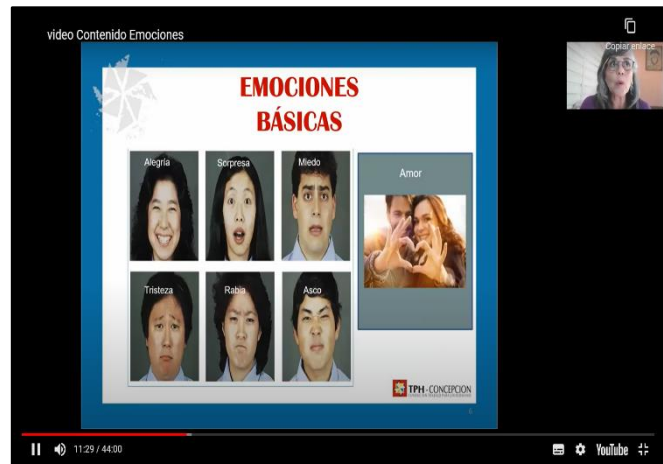 video Contenido Emociones
Copiar enlace
EMOCIONES
BÁSICAS
Alegría
Sorpresa
Miedo
Amor
Tristeza
Rabia
Asco
TPH - CONCEPCION
11:29 / 44:00
YouTube